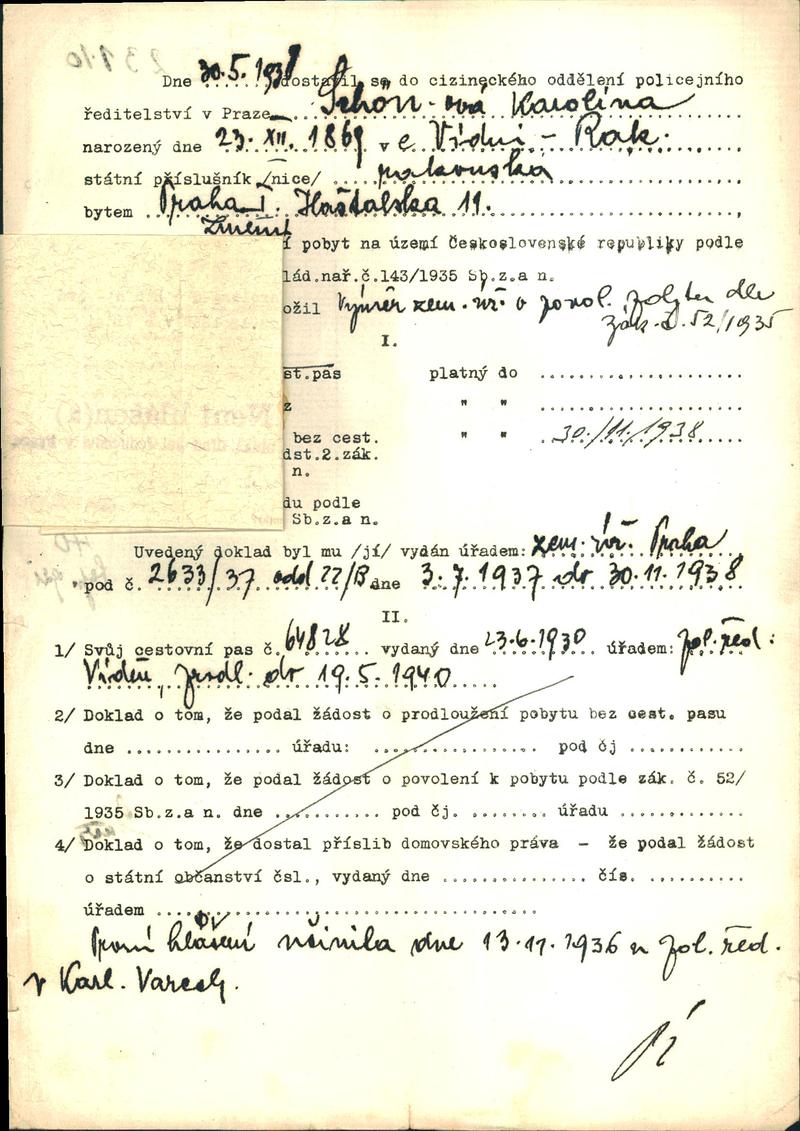 Dne 30.5.1938 dostavil se do cizineckého oddělení policejního
ředitelství v Praze Schön-ová Karolina
narozený dne 23. XII. 1869 v e Vídni - Rak.
státní příslušník /nice/ rakouská
bytem Praha I. Haštalska 11.
í pobyt na území Československé republiky podle
lád.nař.č.143/1935 Sb.z.a n.
ožil Výměr zem. úř. o povol. pobytu dle
zák. č. 52/1935
I.
st.pas platný do
z " "
bez cest. " " 30./11./1938
dst.2.zák.
n.
du podle
Sb.z.a n.
Uvedený doklad byl mu /jí/ vydán úřadem: zem. úř. Praha
pod č. 2633/37 odd 22/B dne 3.7.1937 do 30.11.1938
II.
1/ Svůj cestovní pas č. 64828 vydaný dne 23.6.1930 úřadem: pol. řed:
Vídeň, prodl. do 19.5.1940
2/ Doklad o tom, že podal žádost o prodloužení pobytu bez cest. pasu
dne úřadu: pod čj
3/ Doklad o tom, že podal žádost o povolení k pobytu podle zák. č. 52/
1935 Sb.z.a n. dne pod čj. úřadu
4/ Doklad o tom, že dostal příslib domovského práva - že podal žádost
o státní občanství čsl., vydaný dne čís.
úřadem
První hlášení učinila dne 13.11.1936 u pol. řed.
v Karl. Varech.